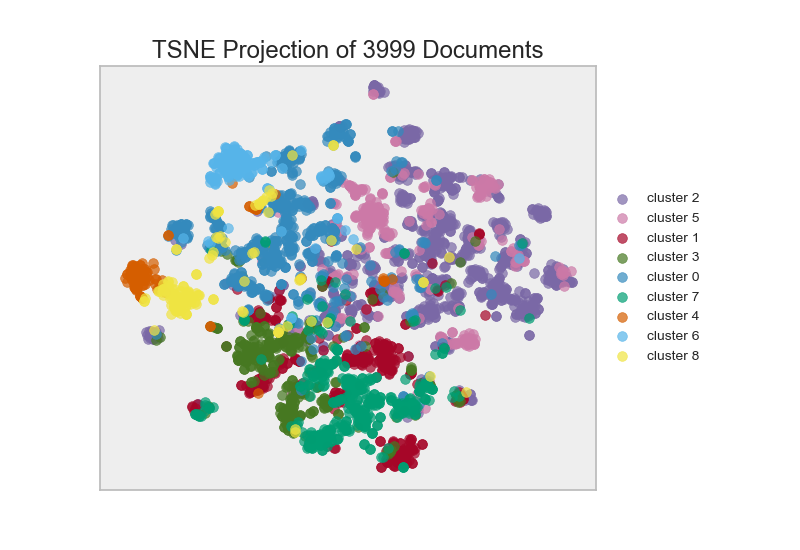 TSNE Projection of 3999 Documents
cluster 2
cluster 5
cluster 1
cluster 3
cluster 0
cluster 7
cluster 4
cluster 6
cluster 8